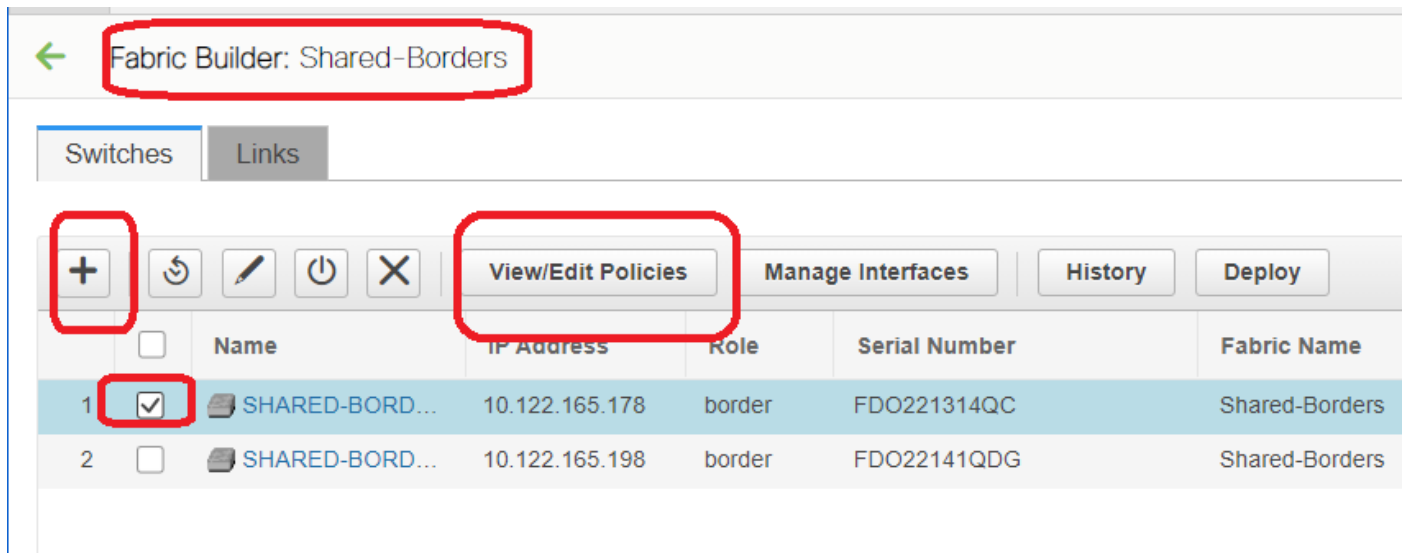 Fabric Builder: Shared-Borders
Switches Links
View/Edit Policies Manage Interfaces History Deploy
Name IP Address Role Serial Number Fabric Name
1 SHARED-BORD... 10.122.165.178 border FDO221314QC Shared-Borders
2 SHARED-BORD... 10.122.165.198 border FDO22141QDG Shared-Borders